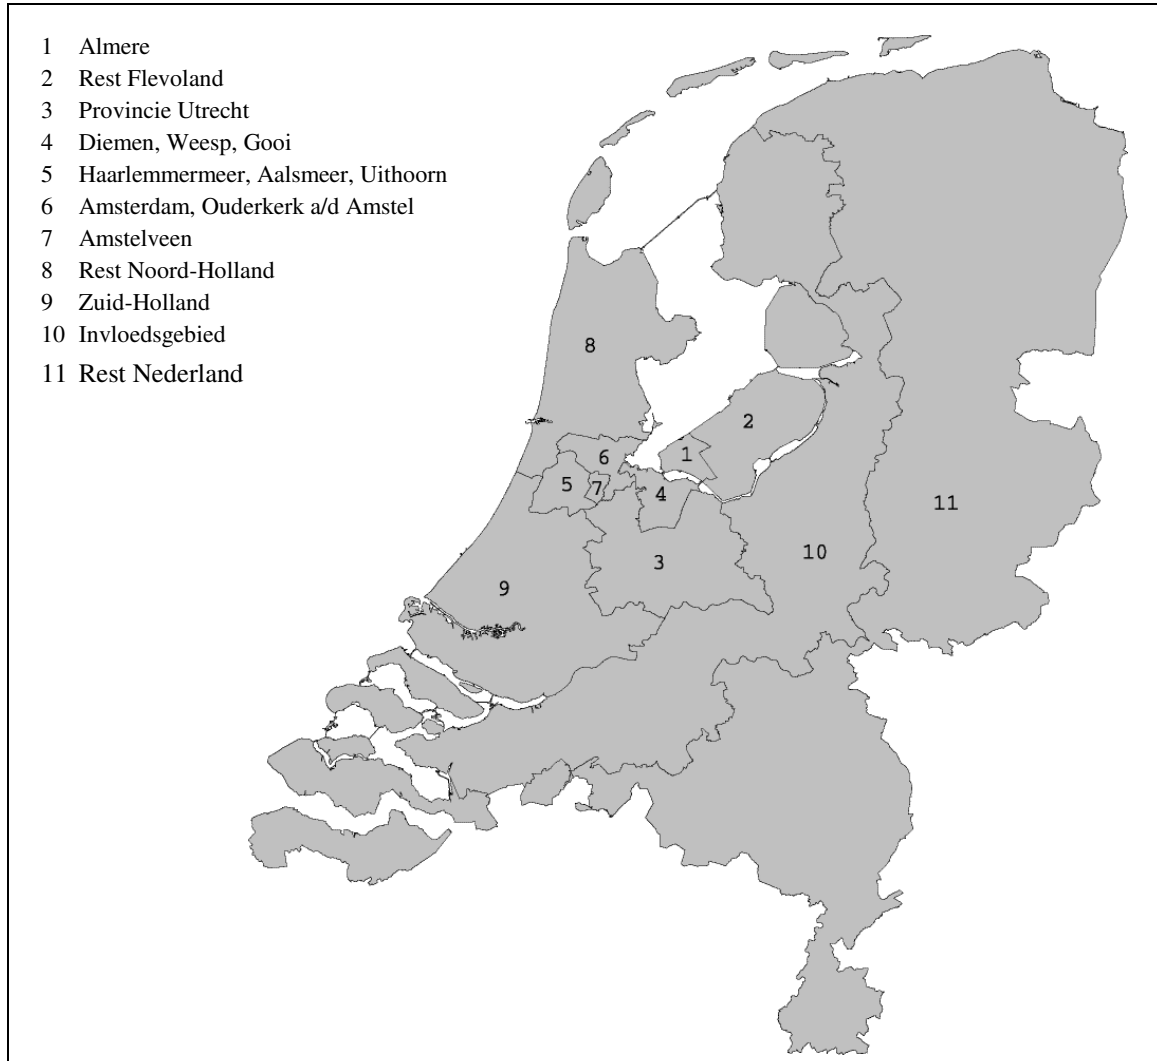 1 Almere
2 Rest Flevoland
3 Provincie Utrecht
4 Diemen, Weesp, Gooi
5 Haarlemmermeer, Aalsmeer, Uithoorn
6 Amsterdam, Ouderkerk a/d Amstel
7 Amstelveen
8 Rest Noord-Holland
9 Zuid-Holland
10 Invloedsgebied
11 Rest Nederland
8
2
6
1
5
7
4
11
10
3
9